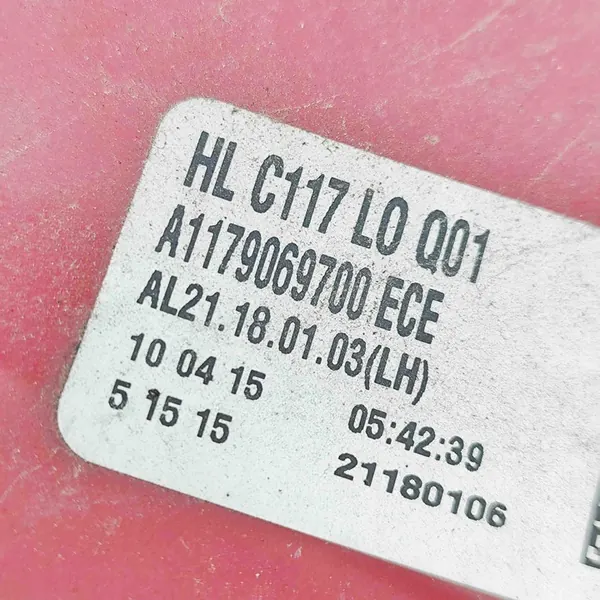 HL C117 LO Q01
A1179069700 ECE
AL21.18.01.03(LH)
10 04 15 05:42:39
5 15 15 21180106